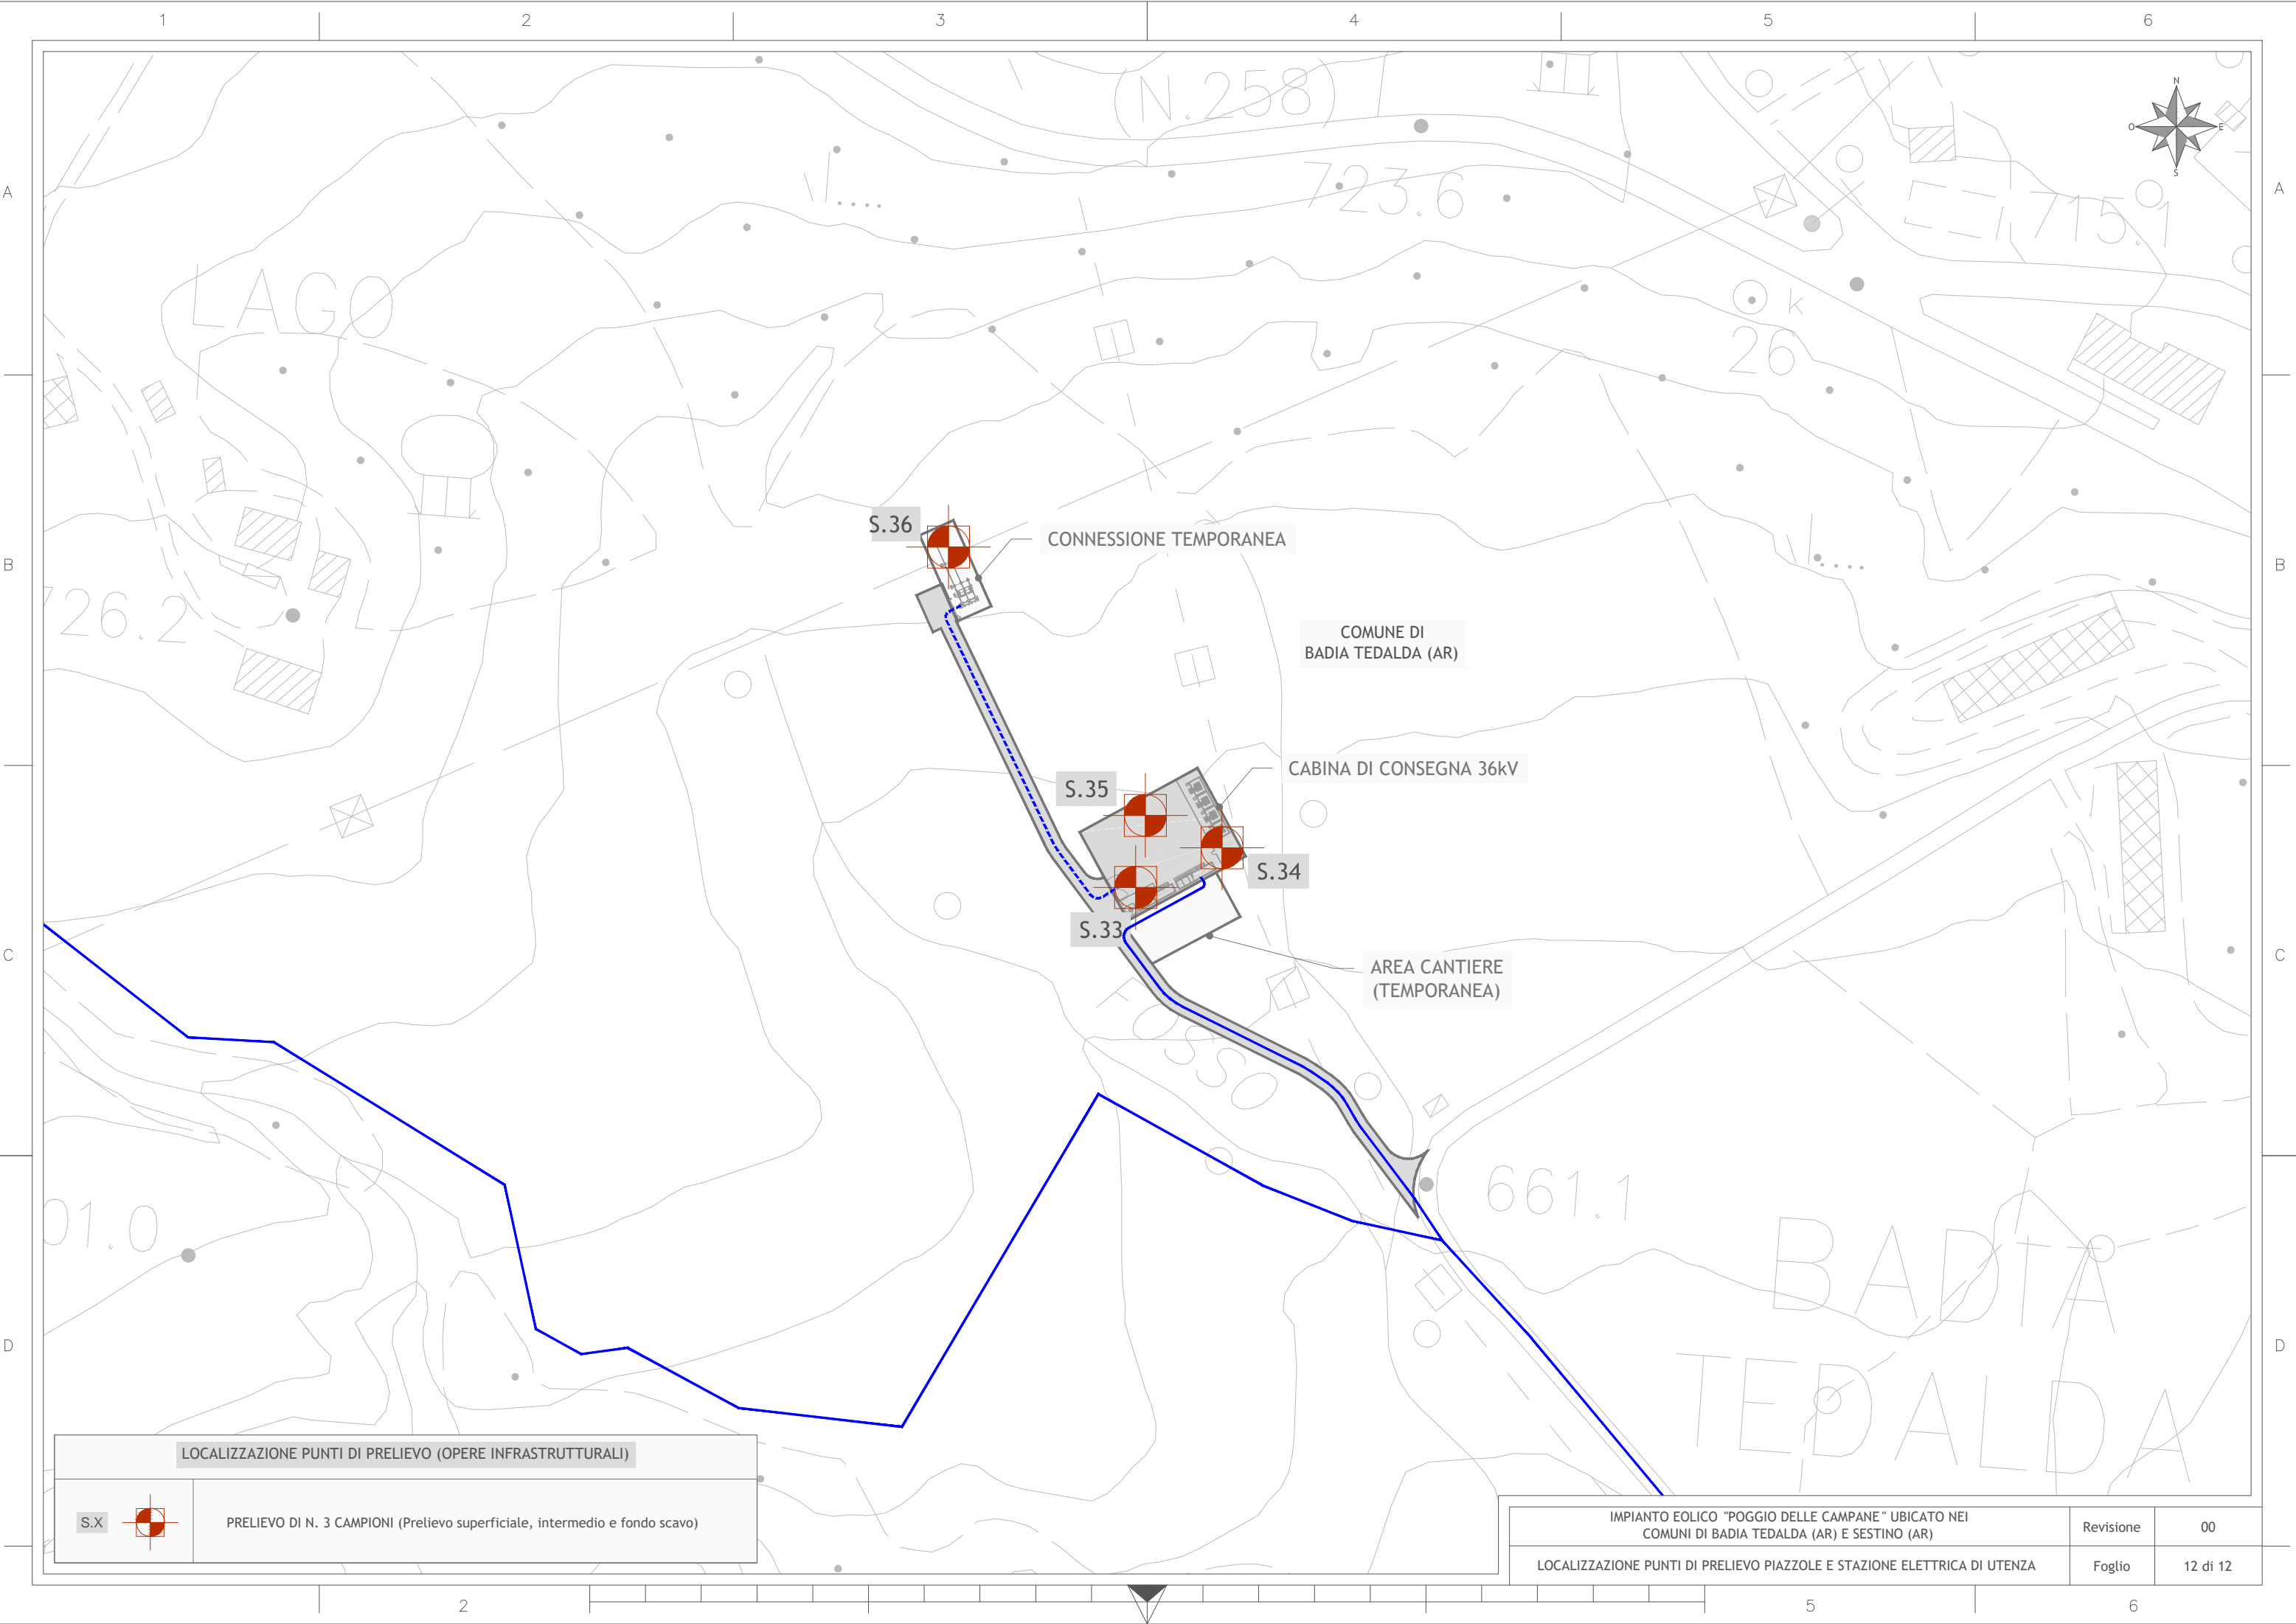 1 2 3 4 5 6
(N.258)
N
O E
S
A A
723.6
715.1
LAGO
K
26
S.36
CONNESSIONE TEMPORANEA
B B
726.2
COMUNE DI
BADIA TEDALDA (AR)
CABINA DI CONSEGNA 36kV
S.35
S.34
S.33
C C
AREA CANTIERE
(TEMPORANEA)
FOSSO
661.1
01.0
BADIA
D D
TEDALDA
LOCALIZZAZIONE PUNTI DI PRELIEVO (OPERE INFRASTRUTTURALI)
S.X
PRELIEVO DI N. 3 CAMPIONI (Prelievo superficiale, intermedio e fondo scavo)
IMPIANTO EOLICO "POGGIO DELLE CAMPANE" UBICATO NEI
COMUNI DI BADIA TEDALDA (AR) E SESTINO (AR)
Revisione 00
LOCALIZZAZIONE PUNTI DI PRELIEVO PIAZZOLE E STAZIONE ELETTRICA DI UTENZA
Foglio 12 di 12
2 5 6